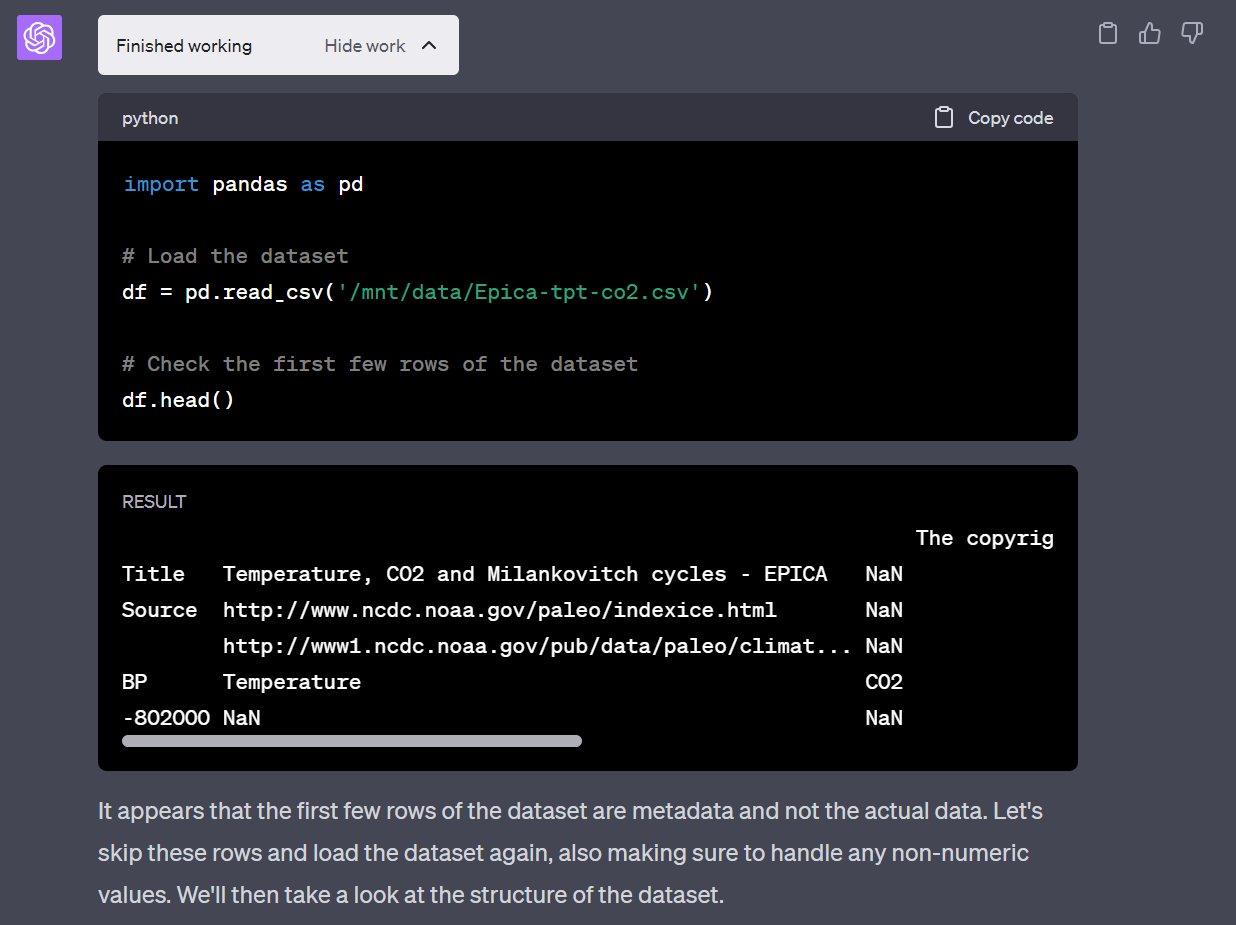 Finished working Hide work
python Copy code
import pandas as pd
# Load the dataset
df = pd.read_csv('/mnt/data/Epica-tpt-co2.csv')
# Check the first few rows of the dataset
df.head()
RESULT
The copyrig
Title Temperature, CO2 and Milankovitch cycles - EPICA NaN
Source http://www.ncdc.noaa.gov/paleo/indexice.html NaN
http://www1.ncdc.noaa.gov/pub/data/paleo/climat... NaN
BP Temperature CO2
-802000 NaN NaN
It appears that the first few rows of the dataset are metadata and not the actual data. Let's
skip these rows and load the dataset again, also making sure to handle any non-numeric
values. We'll then take a look at the structure of the dataset.